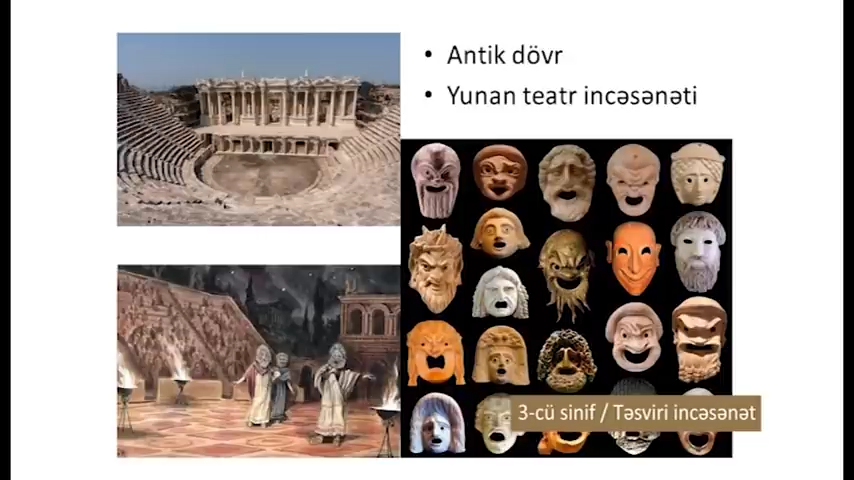 • Antik dövr
• Yunan teatr incəsənəti
3-cü sinif / Təsviri incəsənət